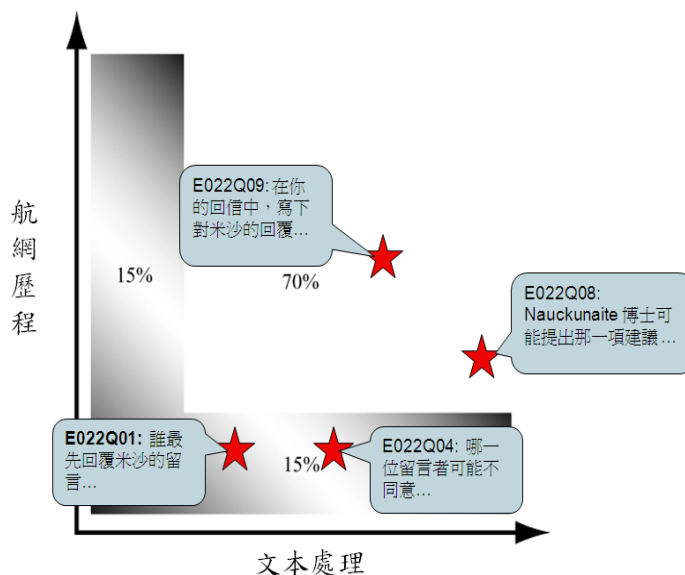 航
網
歷
程
E022Q09: 在你
的回信中，寫下
對米沙的回覆…
15%
70%
E022Q08:
Nauckunaite 博士可
能提出那一項建議…
E022Q01: 誰最
先回覆米沙的留
言…
15%
E022Q04: 哪一
位留言者可能不
同意…
文本處理